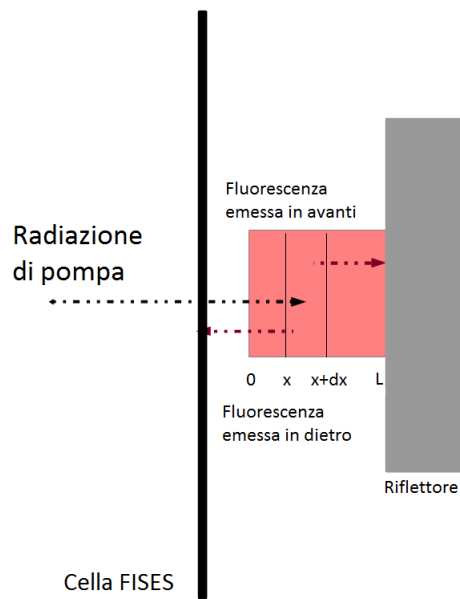 Fluorescenza
emessa in avanti
Radiazione
di pompa
0 x x+dx L
Fluorescenza
emessa in dietro
Riflettore
Cella FISES